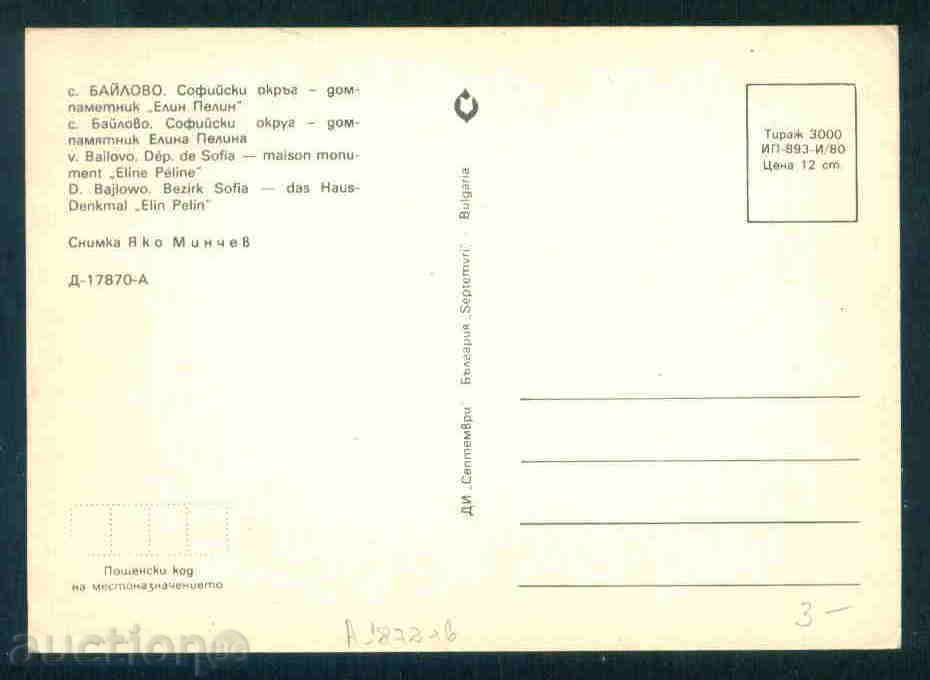 с. БАЙЛОВО. Софийски окръг – дом-
паметник „Елин Пелин"
с. Байлово. Софийски округ – дом-
памятник Елина Пелина
v. Bailovo. Dép. de Sofia — maison monu-
ment „Eline Péline"
D. Bajlowo. Bezirk Sofia — das Haus-
Denkmal „Elin Pelin"
Снимка Яко Минчев
Д-17870-А
Пощенски код
на местоназначението
ДИ „Септември" България „Septemvri" - Bulgaria
Тираж 3000
ИП-893-И/80
Цена 12 ст.
3 —
auction